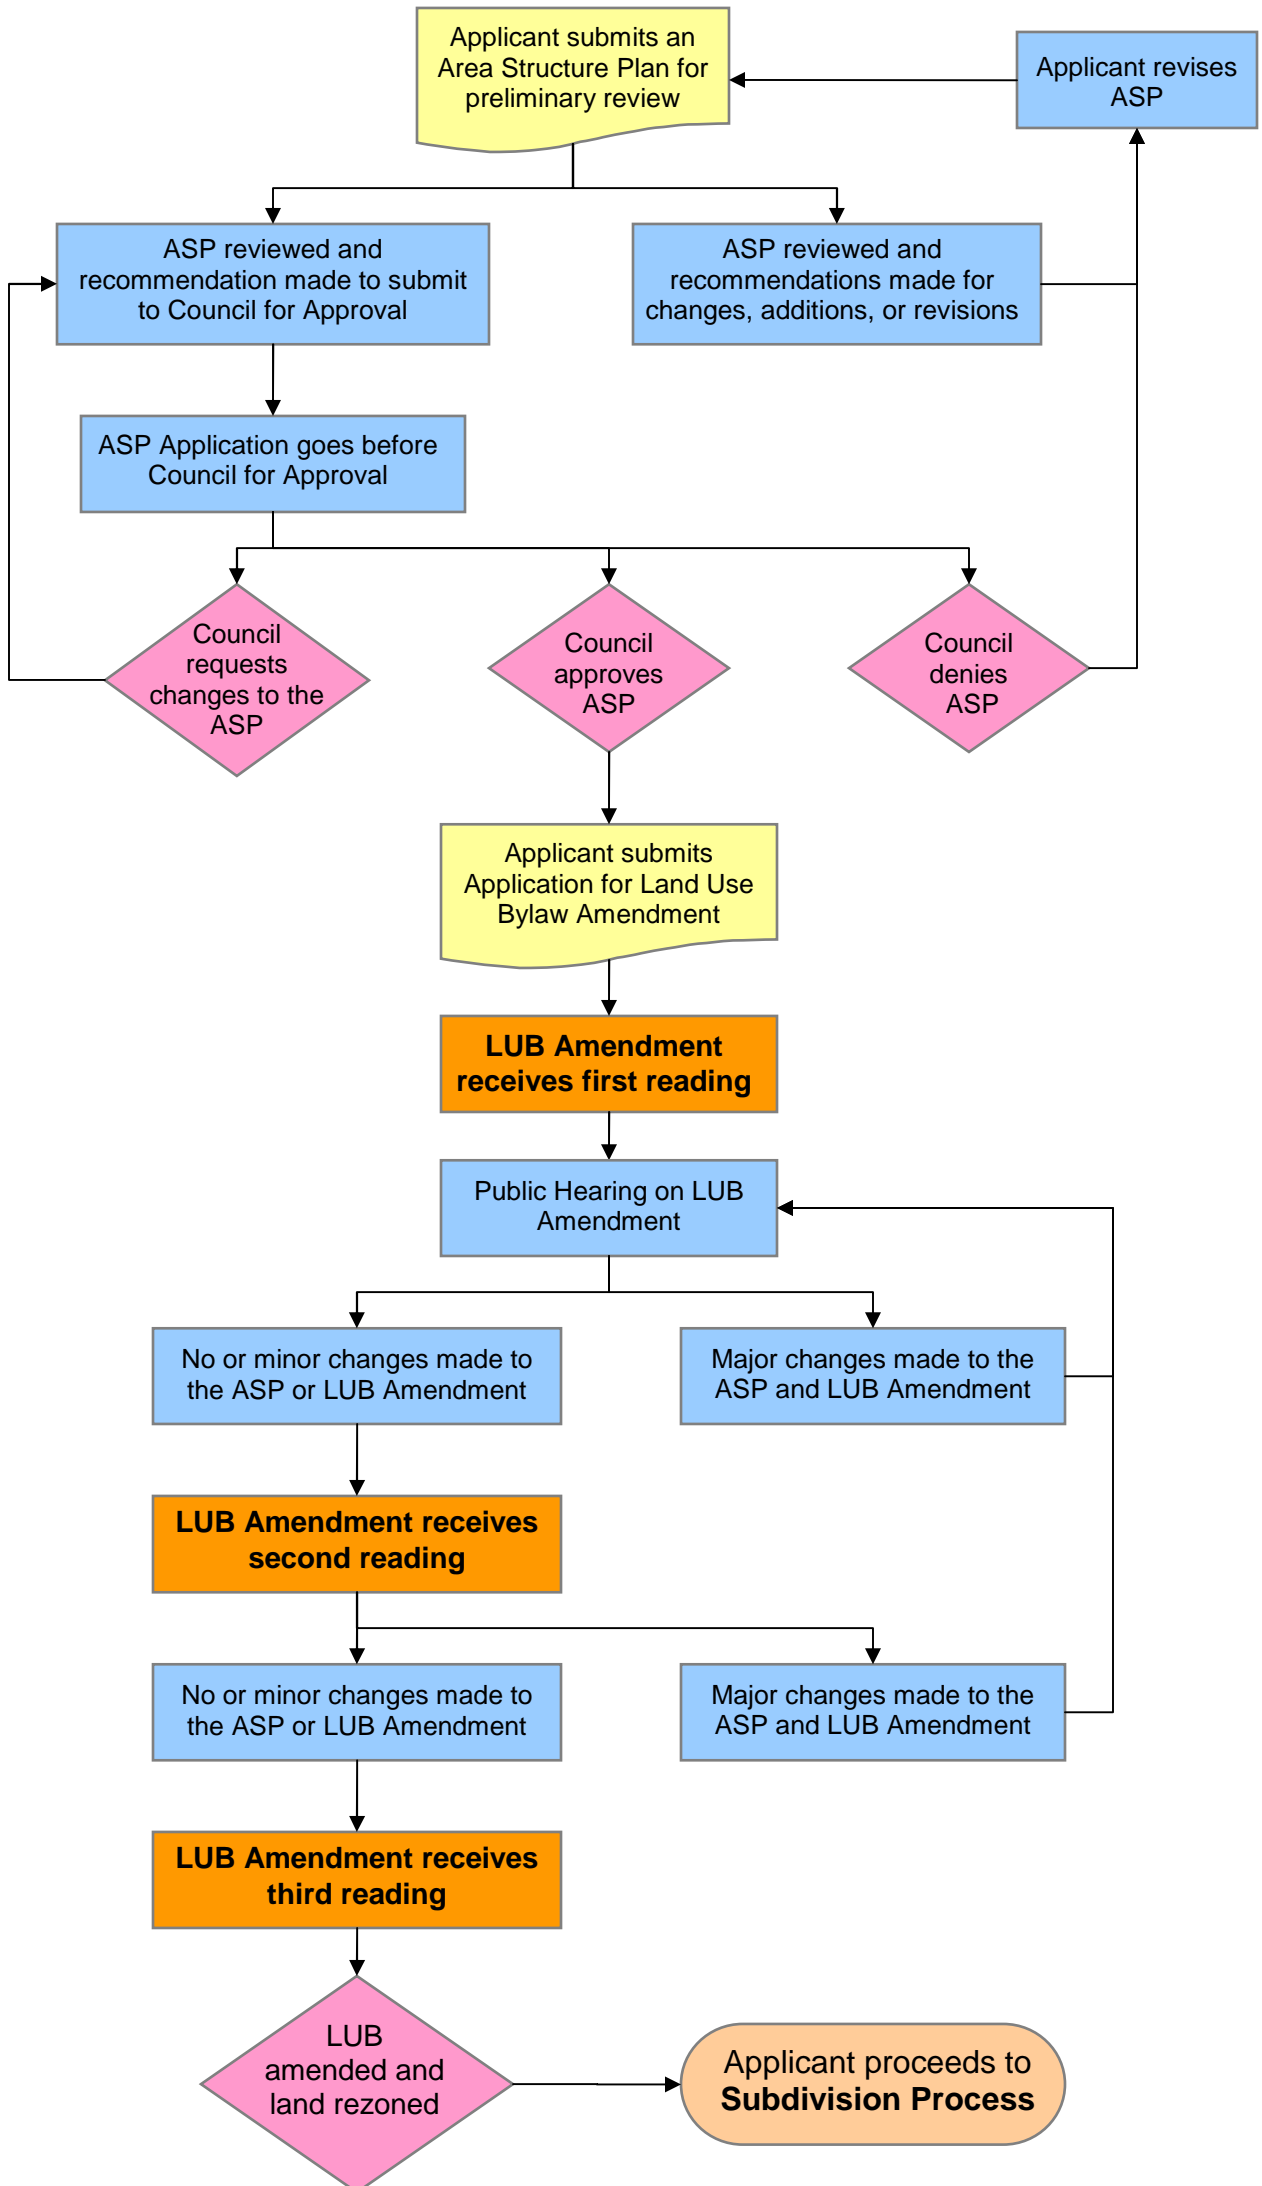 Applicant submits an
Area Structure Plan for
preliminary review
Applicant revises
ASP
ASP reviewed and
recommendation made to submit
to Council for Approval
ASP reviewed and
recommendations made for
changes, additions, or revisions
ASP Application goes before
Council for Approval
Council
requests
changes to the
ASP
Council
approves
ASP
Council
denies
ASP
Applicant submits
Application for Land Use
Bylaw Amendment
LUB Amendment
receives first reading
Public Hearing on LUB
Amendment
No or minor changes made to
the ASP or LUB Amendment
Major changes made to the
ASP and LUB Amendment
LUB Amendment receives
second reading
No or minor changes made to
the ASP or LUB Amendment
Major changes made to the
ASP and LUB Amendment
LUB Amendment receives
third reading
LUB
amended and
land rezoned
Applicant proceeds to
Subdivision Process